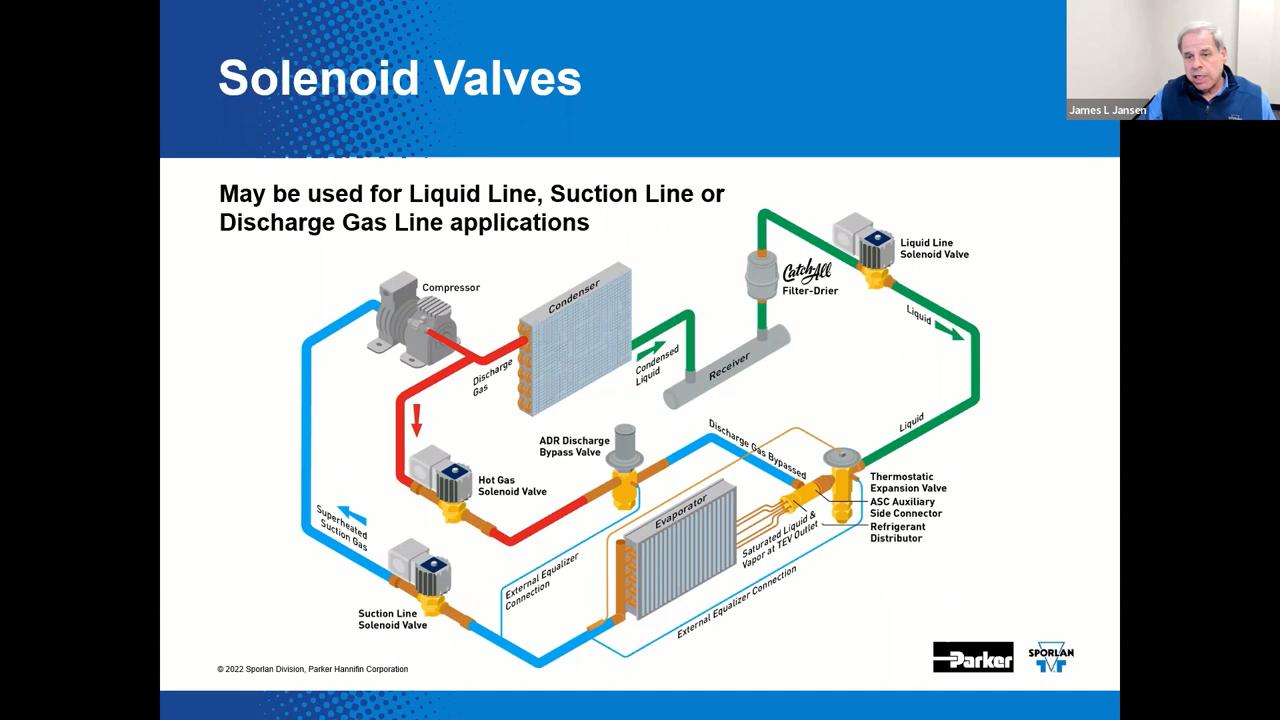 Solenoid Valves
James L Jansen
May be used for Liquid Line, Suction Line or
Discharge Gas Line applications
Liquid Line
Solenoid Valve
Catch-All
Filter-Drier
Compressor
Condenser
Liquid
Discharge
Gas
Condensed
Liquid
Receiver
Liquid
ADR Discharge
Bypass Valve
Discharge Gas Bypassed
Hot Gas
Solenoid Valve
Thermostatic
Expansion Valve
ASC Auxiliary
Side Connector
Refrigerant
Distributor
Evaporator
Superheated
Suction Gas
Saturated Liquid &
Vapor at TEV Outlet
External Equalizer
Connection
External Equalizer Connection
Suction Line
Solenoid Valve
© 2022 Sporlan Division, Parker Hannifin Corporation
Parker
SPORLAN